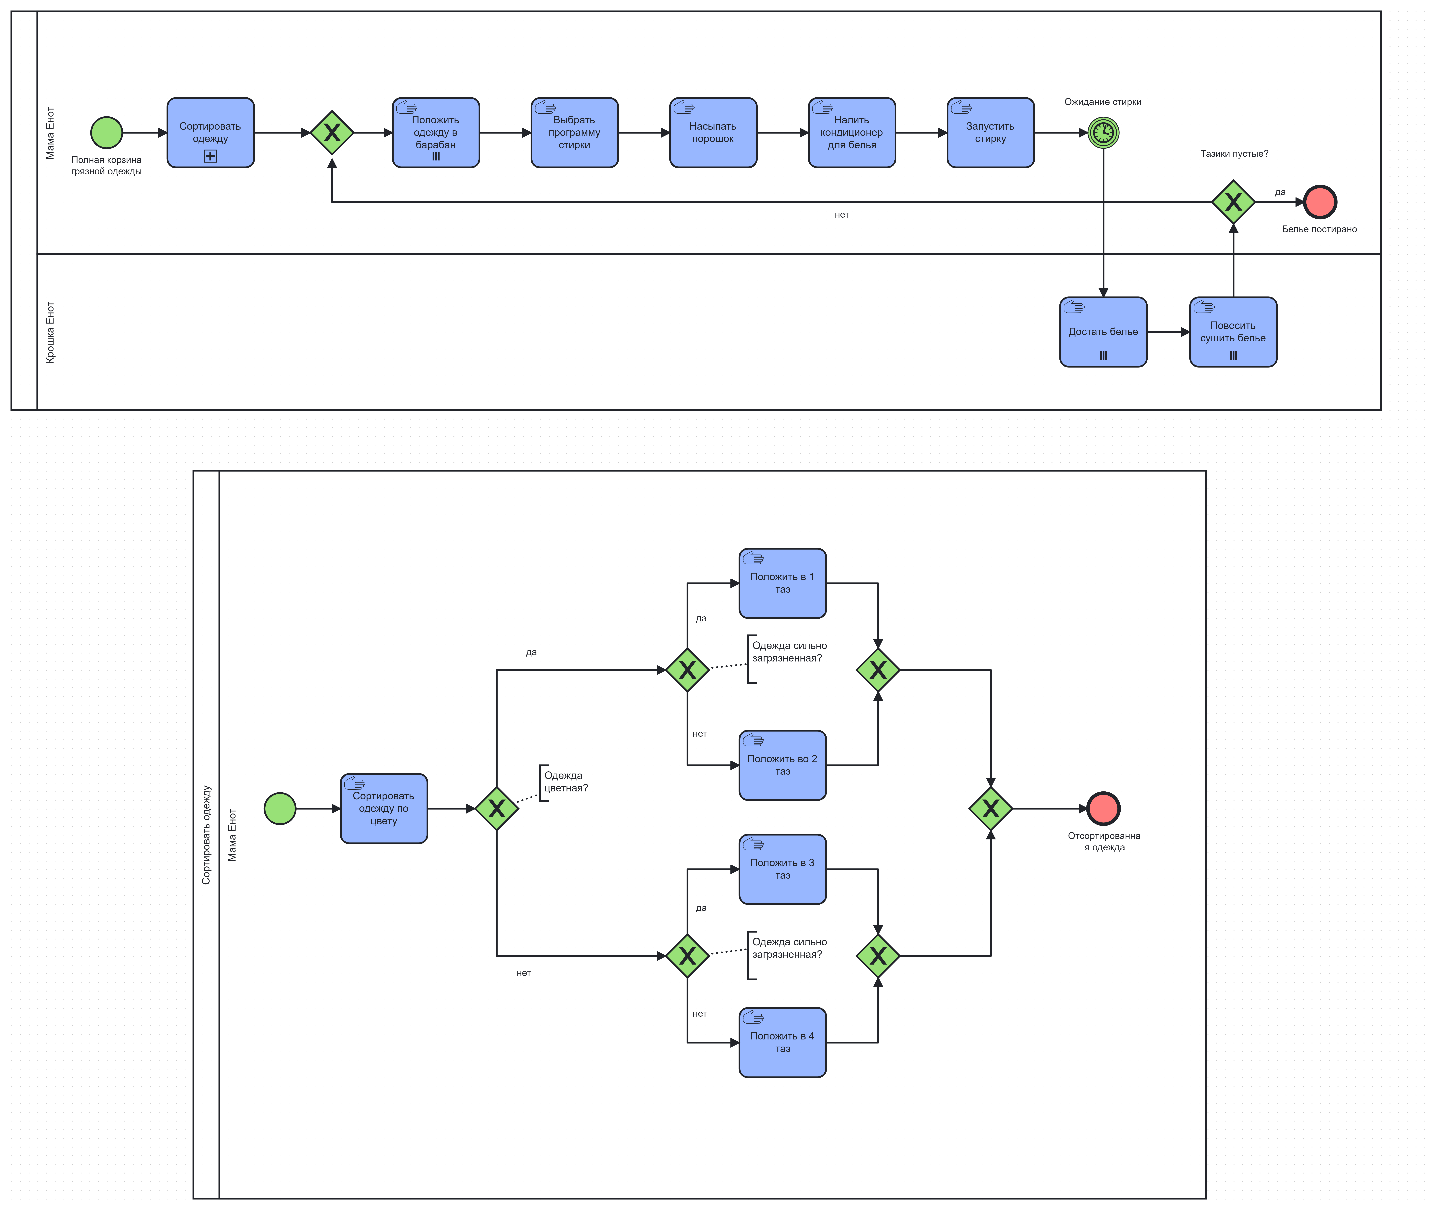 Мама Енот
Полная корзина
грязной одежды
Сортировать
одежду
Положить
одежду в
барабан
Выбрать
программу
стирки
Насыпать
порошок
Налить
кондиционер
для белья
Запустить
стирку
Ожидание стирки
Тазики пустые?
да
нет
Белье постирано
Крошка Енот
Достать белье
Повесить
сушить белье
Сортировать одежду
Мама Енот
Сортировать
одежду по
цвету
Одежда
цветная?
да
нет
да
Положить в 1
таз
Одежда сильно
загрязненная?
нет
Положить во 2
таз
да
Положить в 3
таз
Одежда сильно
загрязненная?
нет
Положить в 4
таз
Отсортированна
я одежда